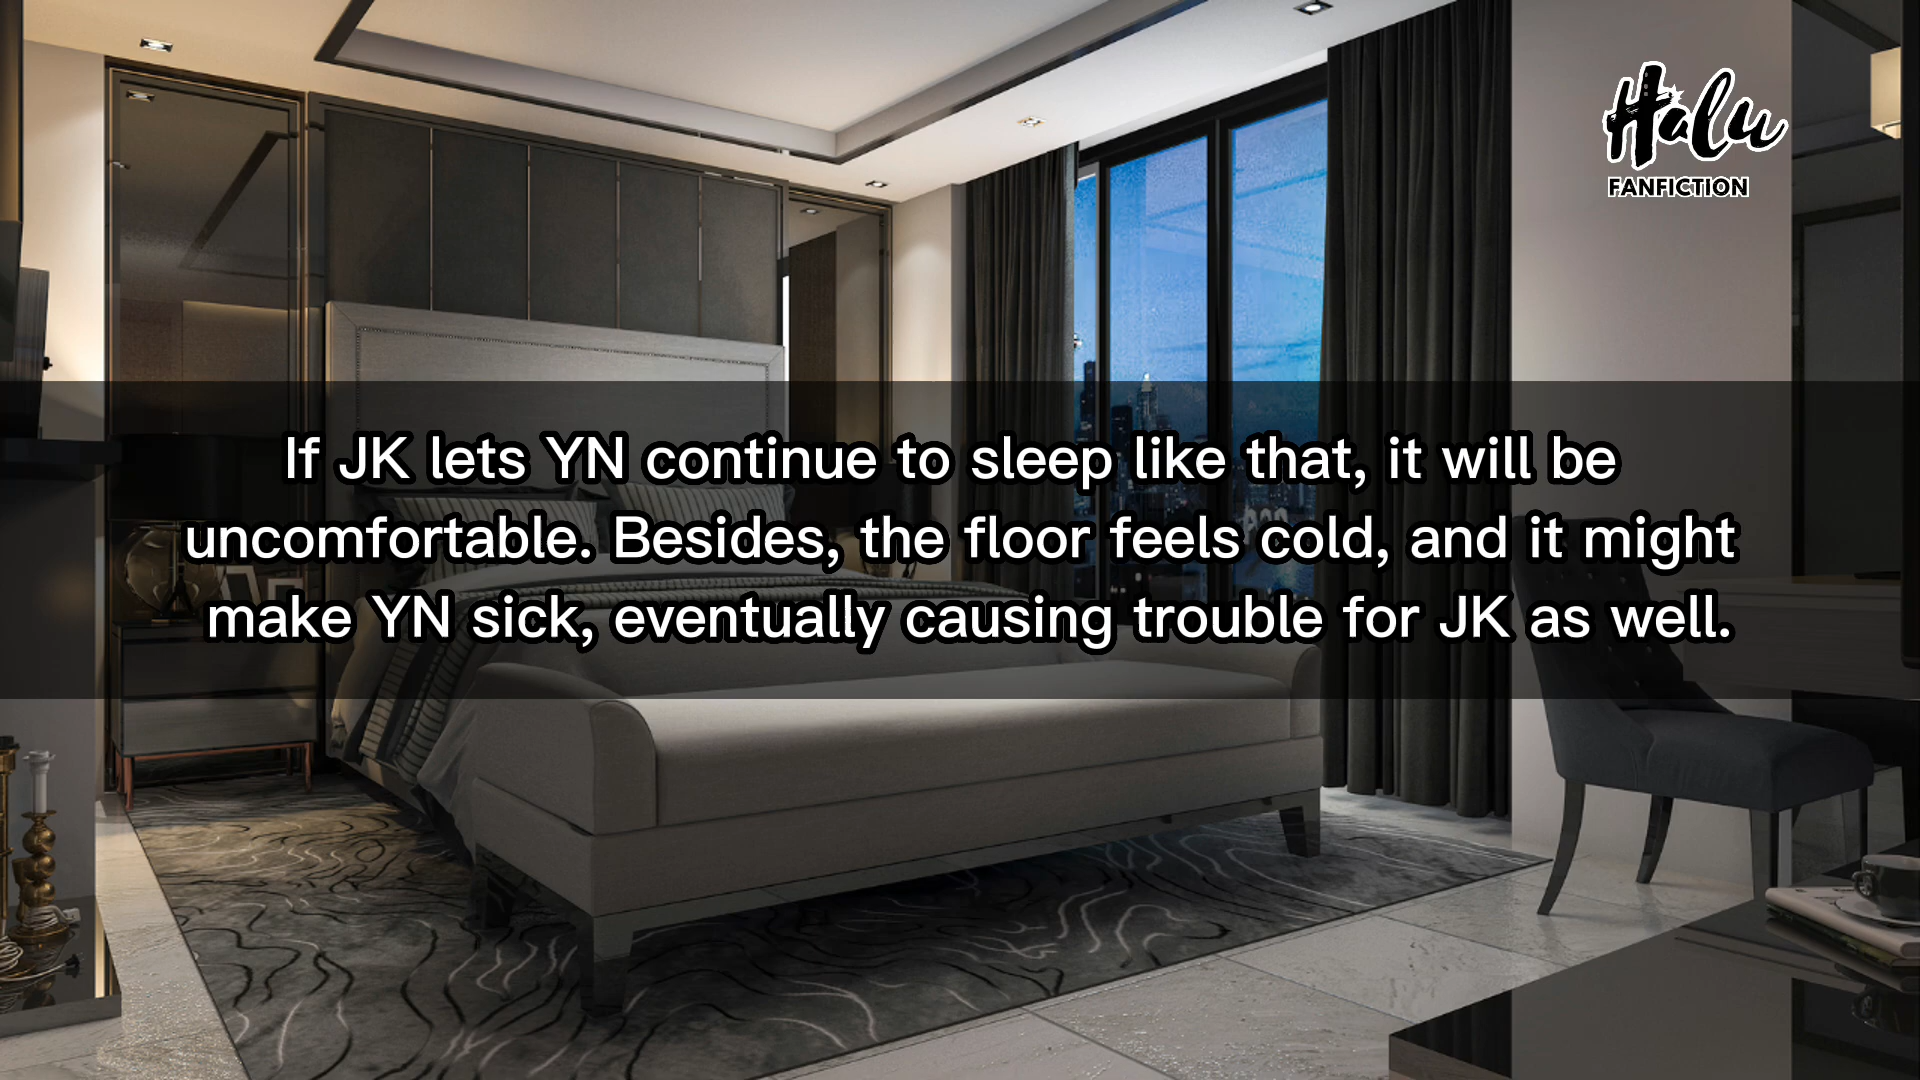 Halu
FANFICTION
If JK lets YN continue to sleep like that, it will be
uncomfortable. Besides, the floor feels cold, and it might
make YN sick, eventually causing trouble for JK as well.